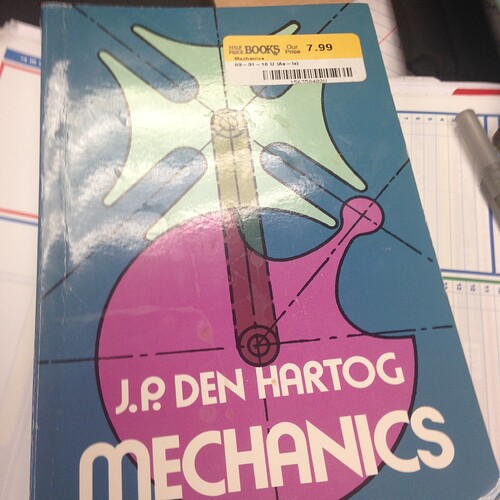 HALF PRICE BOOKS Our Price 7.99
Mechanics
J.P. DEN HARTOG
MECHANICS